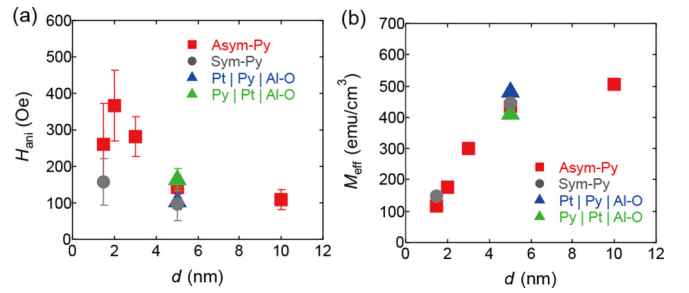 (a)
600
500
400
300
200
100
0
H_ani (Oe)
Asym-Py
Sym-Py
Pt | Py | Al-O
Py | Pt | Al-O
0 2 4 6 8 10 12
d (nm)
(b)
700
600
500
400
300
200
100
0
M_eff (emu/cm³)
Asym-Py
Sym-Py
Pt | Py | Al-O
Py | Pt | Al-O
0 2 4 6 8 10 12
d (nm)